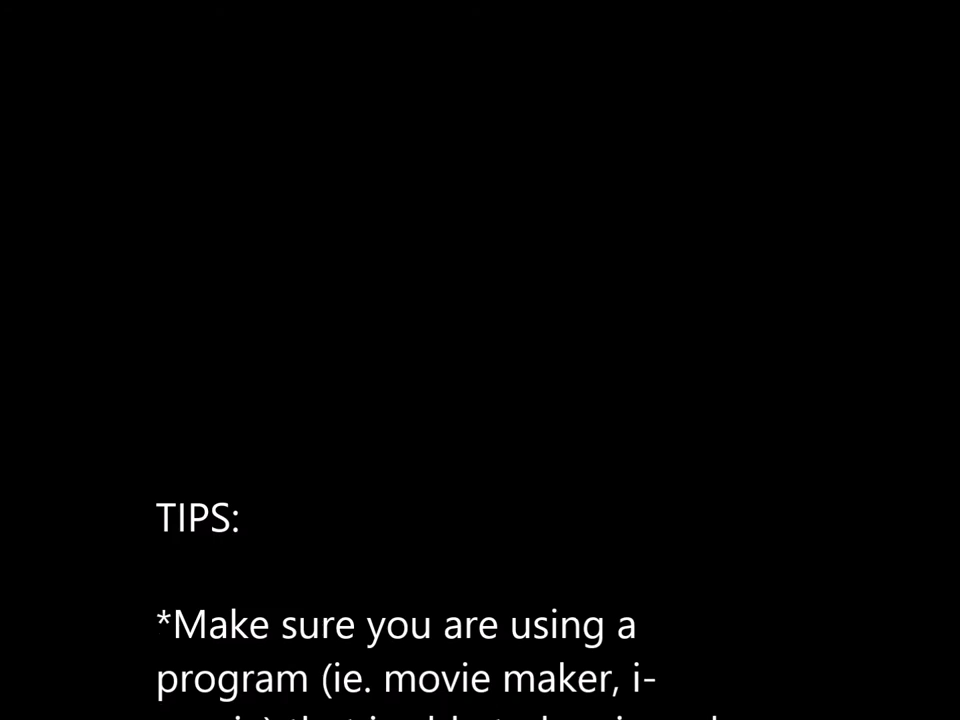 TIPS:
*Make sure you are using a
program (ie. movie maker, i-